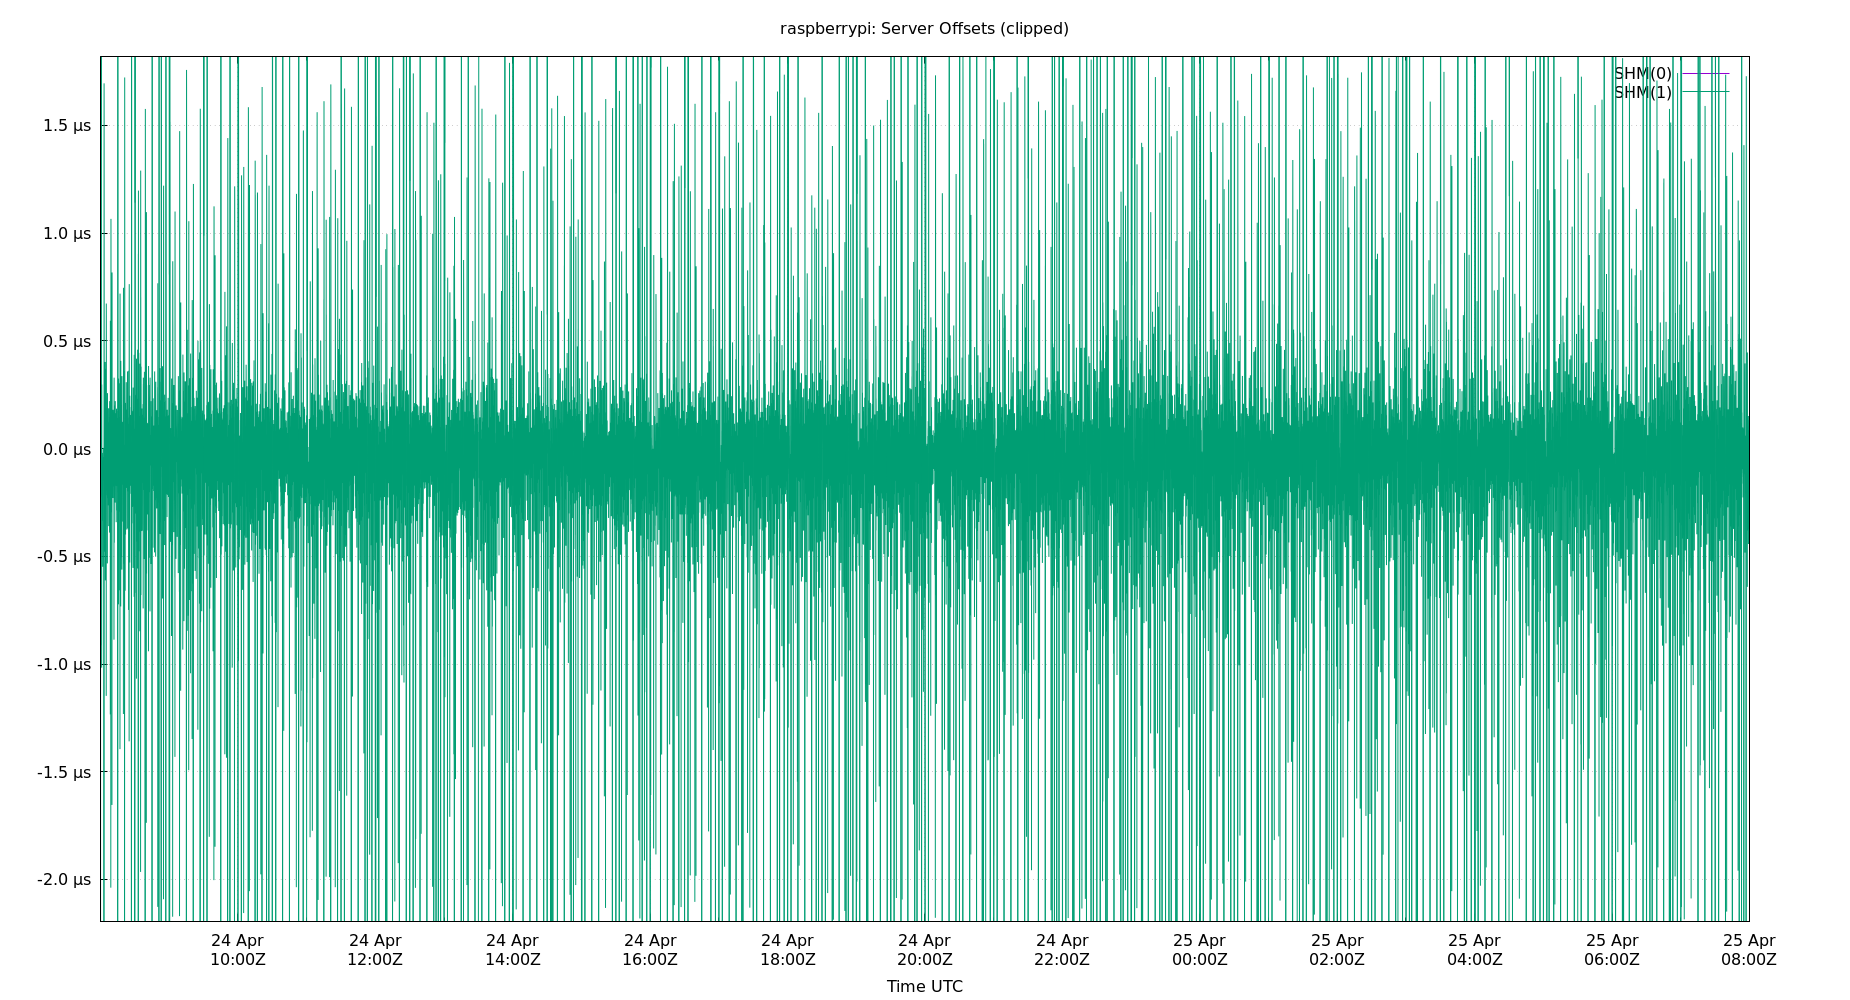 raspberrypi: Server Offsets (clipped)
SHM(0)
SHM(1)
1.5 µs
1.0 µs
0.5 µs
0.0 µs
-0.5 µs
-1.0 µs
-1.5 µs
-2.0 µs
24 Apr 24 Apr 24 Apr 24 Apr 24 Apr 24 Apr 24 Apr 25 Apr 25 Apr 25 Apr 25 Apr 25 Apr
10:00Z 12:00Z 14:00Z 16:00Z 18:00Z 20:00Z 22:00Z 00:00Z 02:00Z 04:00Z 06:00Z 08:00Z
Time UTC